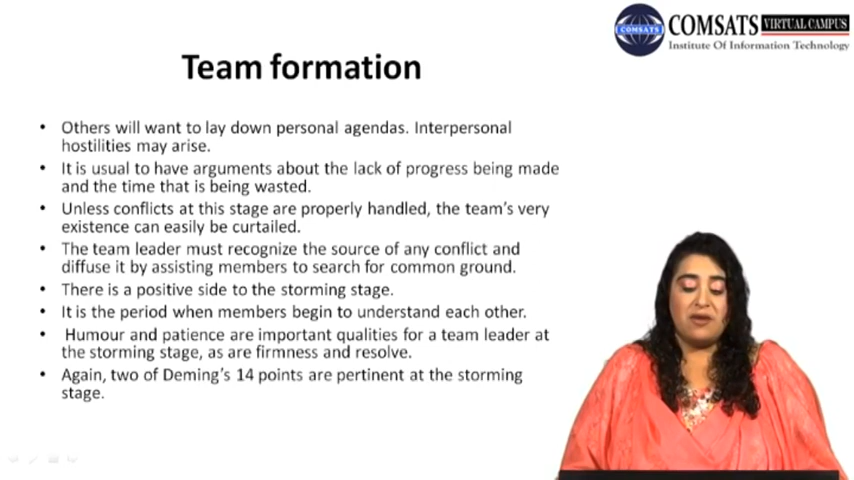 COMSATS
COMSATS VIRTUAL CAMPUS
Institute Of Information Technology
Team formation
• Others will want to lay down personal agendas. Interpersonal
hostilities may arise.
• It is usual to have arguments about the lack of progress being made
and the time that is being wasted.
• Unless conflicts at this stage are properly handled, the team's very
existence can easily be curtailed.
• The team leader must recognize the source of any conflict and
diffuse it by assisting members to search for common ground.
• There is a positive side to the storming stage.
• It is the period when members begin to understand each other.
• Humour and patience are important qualities for a team leader at
the storming stage, as are firmness and resolve.
• Again, two of Deming's 14 points are pertinent at the storming
stage.